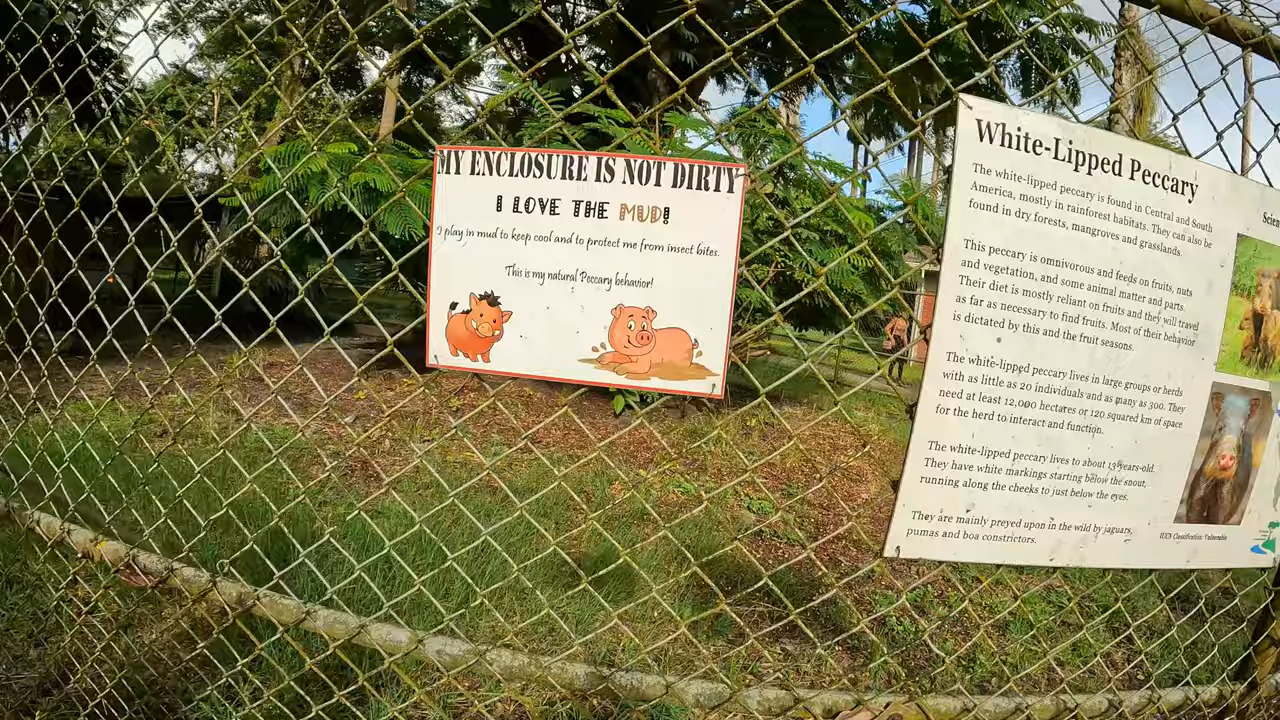 MY ENCLOSURE IS NOT DIRTY
I LOVE THE MUD!
I play in mud to keep cool and to protect me from insect bites.
This is my natural Peccary behavior!
White-Lipped Peccary
The white-lipped peccary is found in Central and South
America, mostly in rainforest habitats. They can also be
found in dry forests, mangroves and grasslands.
This peccary is omnivorous and feeds on fruits, nuts
and vegetation, and some animal matter and parts.
Their diet is mostly reliant on fruits and they will travel
as far as necessary to find fruits. Most of their behavior
is dictated by this and the fruit seasons.
The white-lipped peccary lives in large groups or herds
with as little as 20 individuals and as many as 300. They
need at least 12,000 hectares or 120 squared km of space
for the herd to interact and function.
The white-lipped peccary lives to about 13-years-old.
They have white markings starting below the snout,
running along the cheeks to just below the eyes.
They are mainly preyed upon in the wild by jaguars,
pumas and boa constrictors.
IUCN Classification: Vulnerable